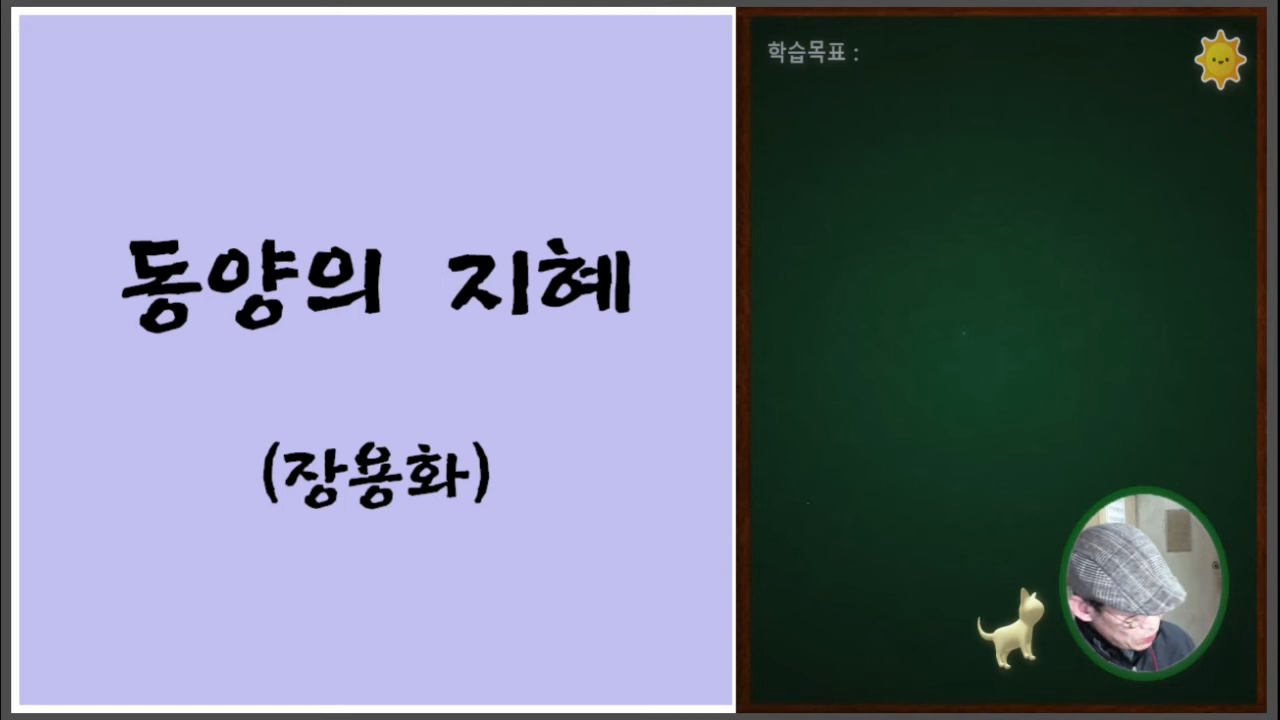 동양의 지혜
(장용화)
학습목표 :